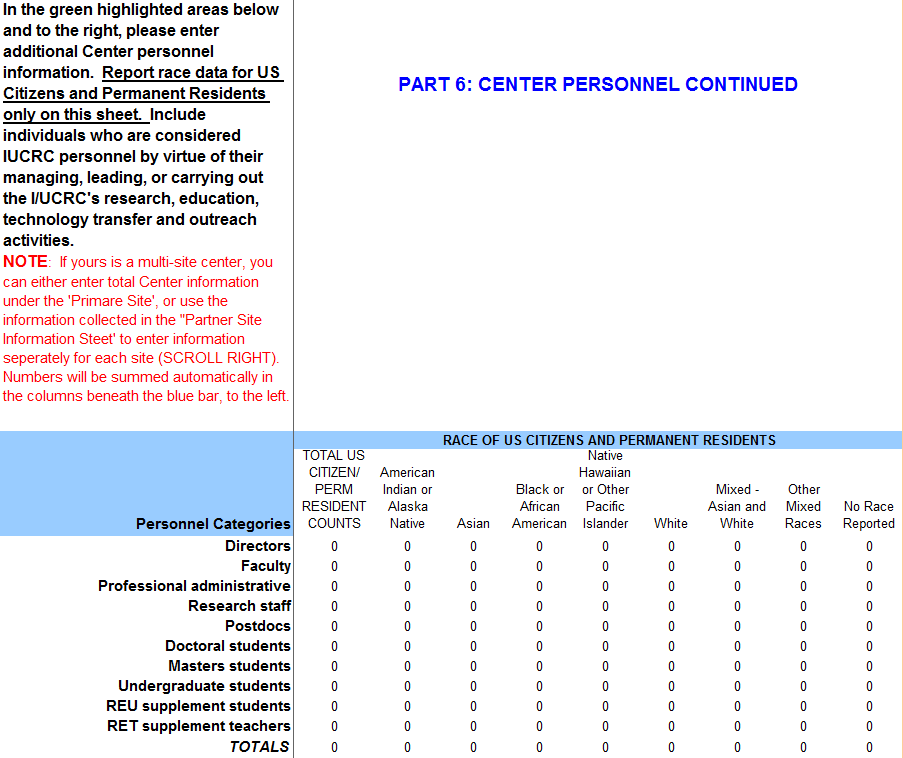 In the green highlighted areas below
and to the right, please enter
additional Center personnel
information.  Report race data for US
Citizens and Permanent Residents
only on this sheet.  Include
individuals who are considered
IUCRC personnel by virtue of their
managing, leading, or carrying out
the I/UCRC's research, education,
technology transfer and outreach
activities.
NOTE:  If yours is a multi-site center, you
can either enter total Center information
under the 'Primare Site', or use the
information collected in the "Partner Site
Information Steet' to enter information
seperately for each site (SCROLL RIGHT).
Numbers will be summed automatically in
the columns beneath the blue bar, to the left.
PART 6: CENTER PERSONNEL CONTINUED
RACE OF US CITIZENS AND PERMANENT RESIDENTS
Personnel Categories
TOTAL US
CITIZEN/
PERM
RESIDENT
COUNTS
American
Indian or
Alaska
Native
Asian
Black or
African
American
Native
Hawaiian
or Other
Pacific
Islander
White
Mixed -
Asian and
White
Other
Mixed
Races
No Race
Reported
Directors 0 0 0 0 0 0 0 0 0
Faculty 0 0 0 0 0 0 0 0 0
Professional administrative 0 0 0 0 0 0 0 0 0
Research staff 0 0 0 0 0 0 0 0 0
Postdocs 0 0 0 0 0 0 0 0 0
Doctoral students 0 0 0 0 0 0 0 0 0
Masters students 0 0 0 0 0 0 0 0 0
Undergraduate students 0 0 0 0 0 0 0 0 0
REU supplement students 0 0 0 0 0 0 0 0 0
RET supplement teachers 0 0 0 0 0 0 0 0 0
TOTALS 0 0 0 0 0 0 0 0 0